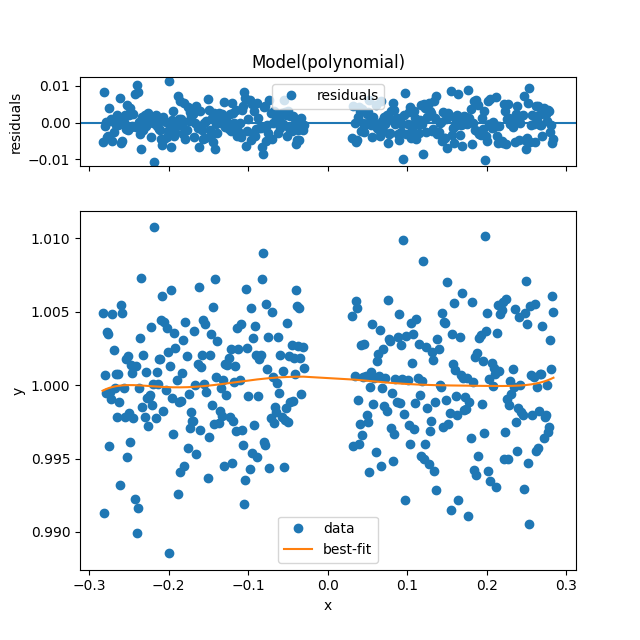 Model(polynomial)
0.01
0.00
−0.01
residuals
residuals
1.010
1.005
1.000
0.995
0.990
y
data
best-fit
−0.3 −0.2 −0.1 0.0 0.1 0.2 0.3
x